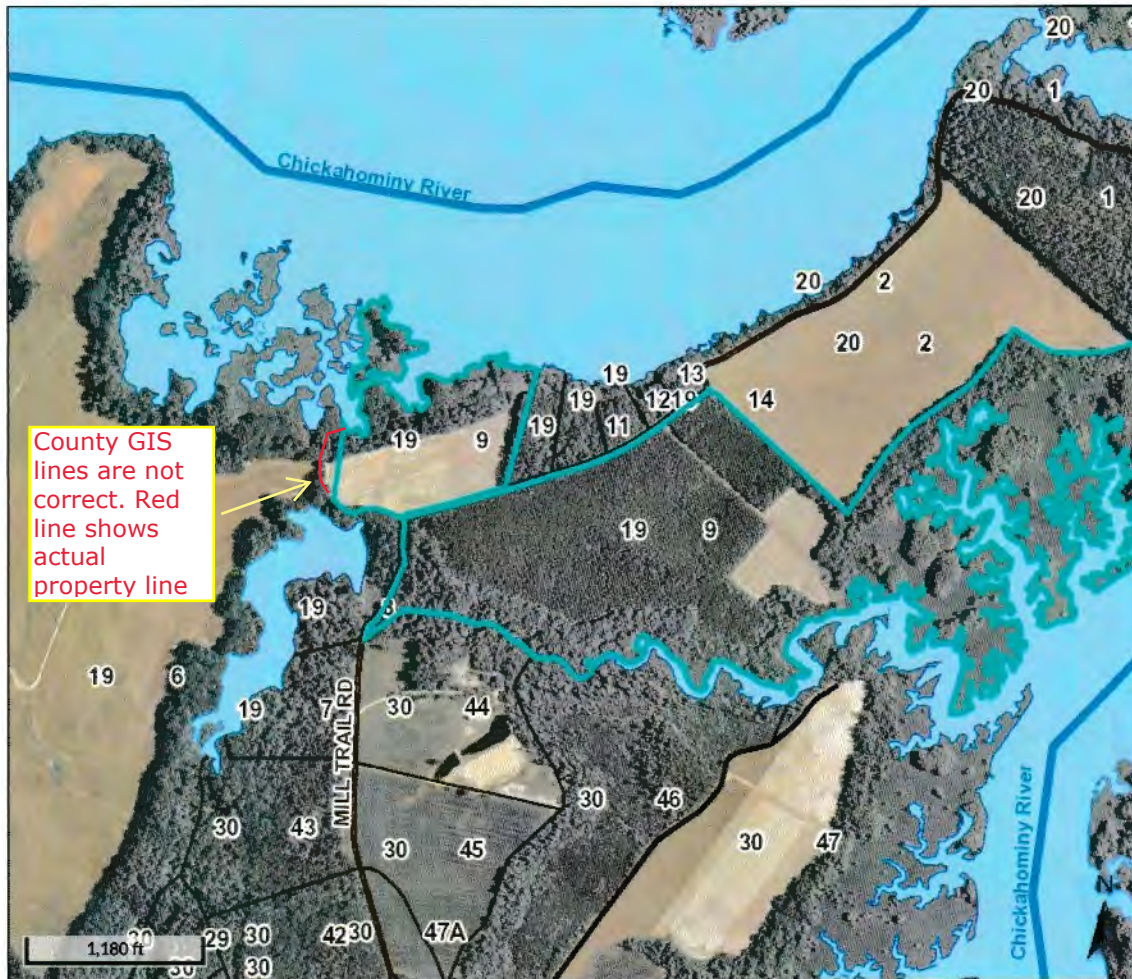 20
20 1
Chickahominy River
20 1
20 2
20 2
19 13
19 12 19 14
19 9 19 11
County GIS
lines are not
correct. Red
line shows
actual
property line
19 9
8
19
19 6
19 7 30 44
MILL TRAIL RD
30 43
30 46
30 45
30 47
Chickahominy River
N
30 29 30 42 30 47A
1,180 ft
30 30